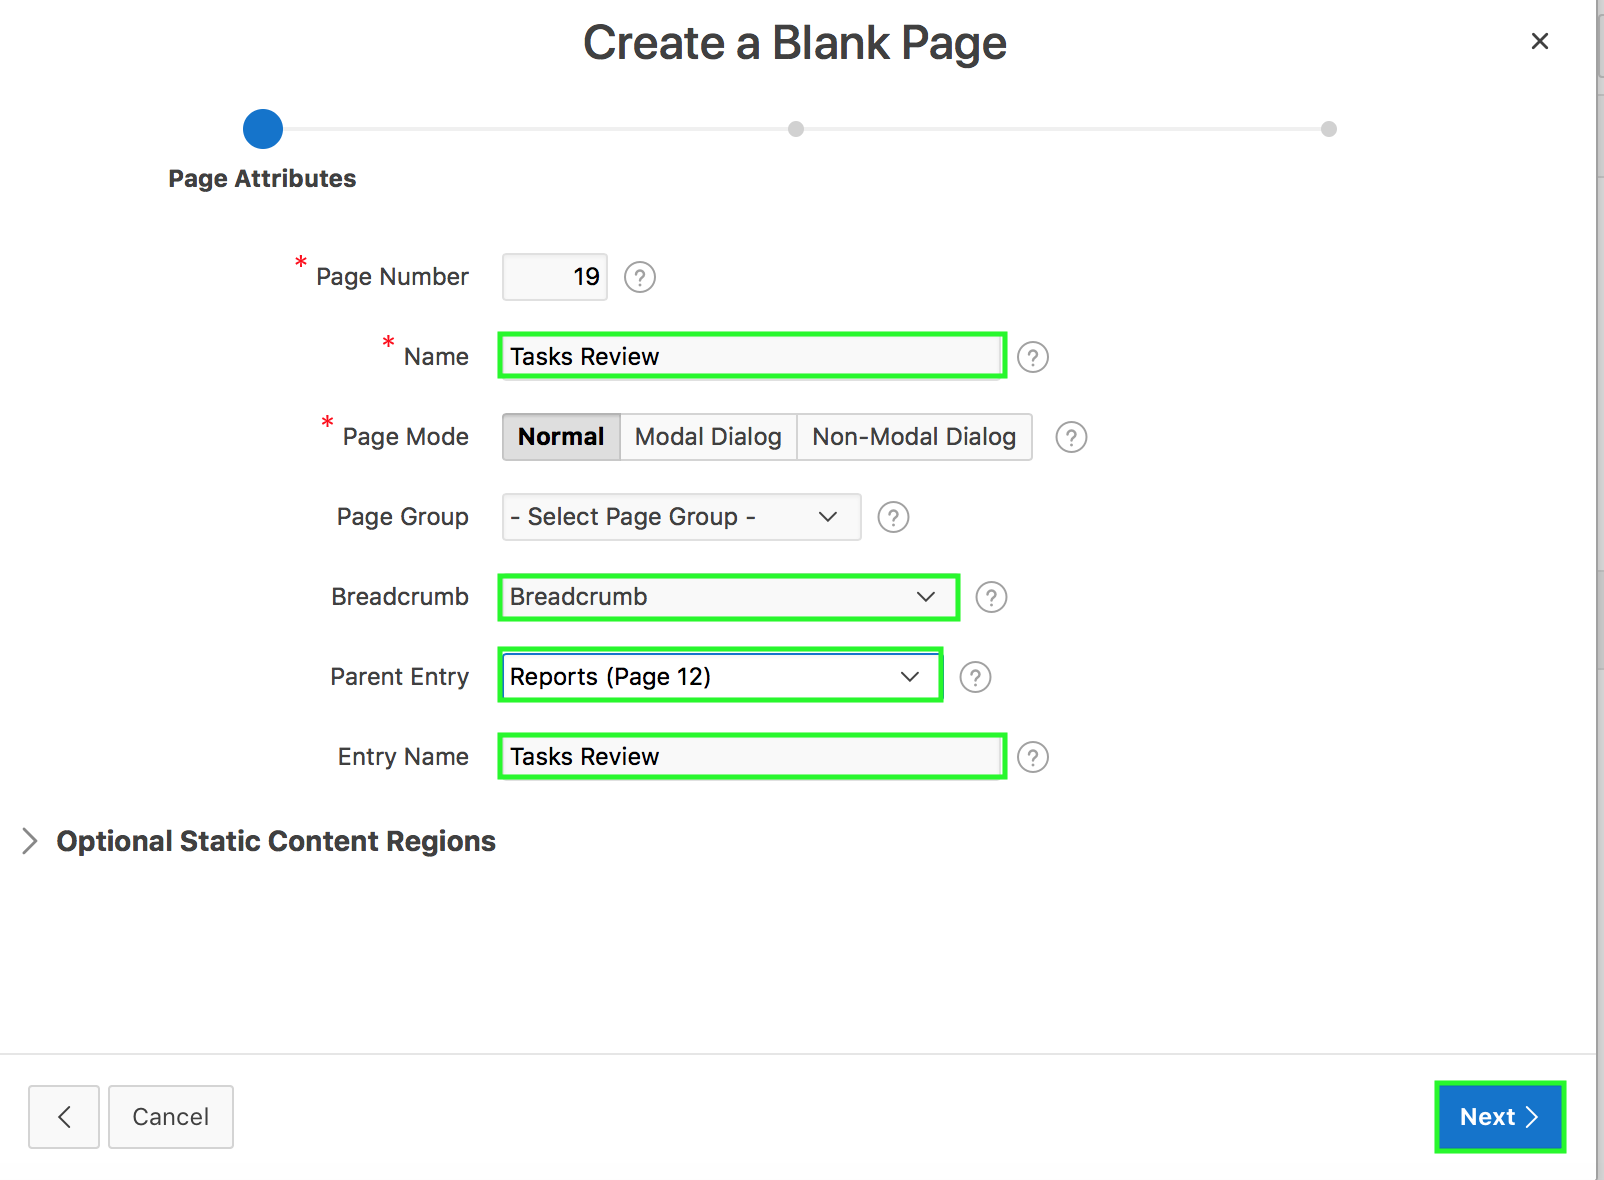 Create a Blank Page
Page Attributes
* Page Number 19 ?
* Name Tasks Review ?
* Page Mode Normal Modal Dialog Non-Modal Dialog ?
Page Group - Select Page Group - ?
Breadcrumb Breadcrumb ?
Parent Entry Reports (Page 12) ?
Entry Name Tasks Review ?
Optional Static Content Regions
Cancel Next